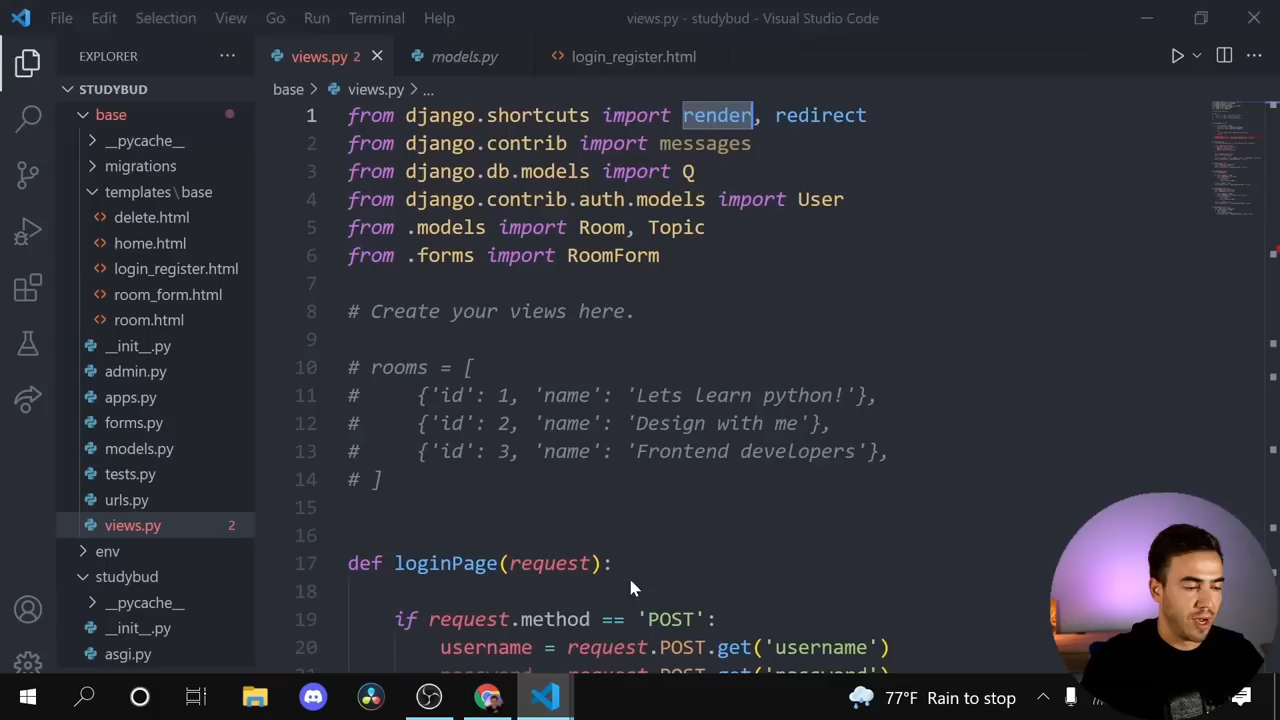 File Edit Selection View Go Run Terminal Help views.py - studybud - Visual Studio Code
EXPLORER
views.py 2
models.py
login_register.html
STUDYBUD
base > views.py > ...
base
__pycache__
migrations
templates\base
delete.html
home.html
login_register.html
room_form.html
room.html
__init__.py
admin.py
apps.py
forms.py
models.py
tests.py
urls.py
views.py 2
env
studybud
__pycache__
__init__.py
asgi.py
1 from django.shortcuts import render, redirect
2 from django.contrib import messages
3 from django.db.models import Q
4 from django.contrib.auth.models import User
5 from .models import Room, Topic
6 from .forms import RoomForm
7
8 # Create your views here.
9
10 # rooms = [
11 #     {'id': 1, 'name': 'Lets learn python!'},
12 #     {'id': 2, 'name': 'Design with me'},
13 #     {'id': 3, 'name': 'Frontend developers'},
14 # ]
15
16
17 def loginPage(request):
18
19     if request.method == 'POST':
20         username = request.POST.get('username')
21         password = request.POST.get('password')
77°F Rain to stop